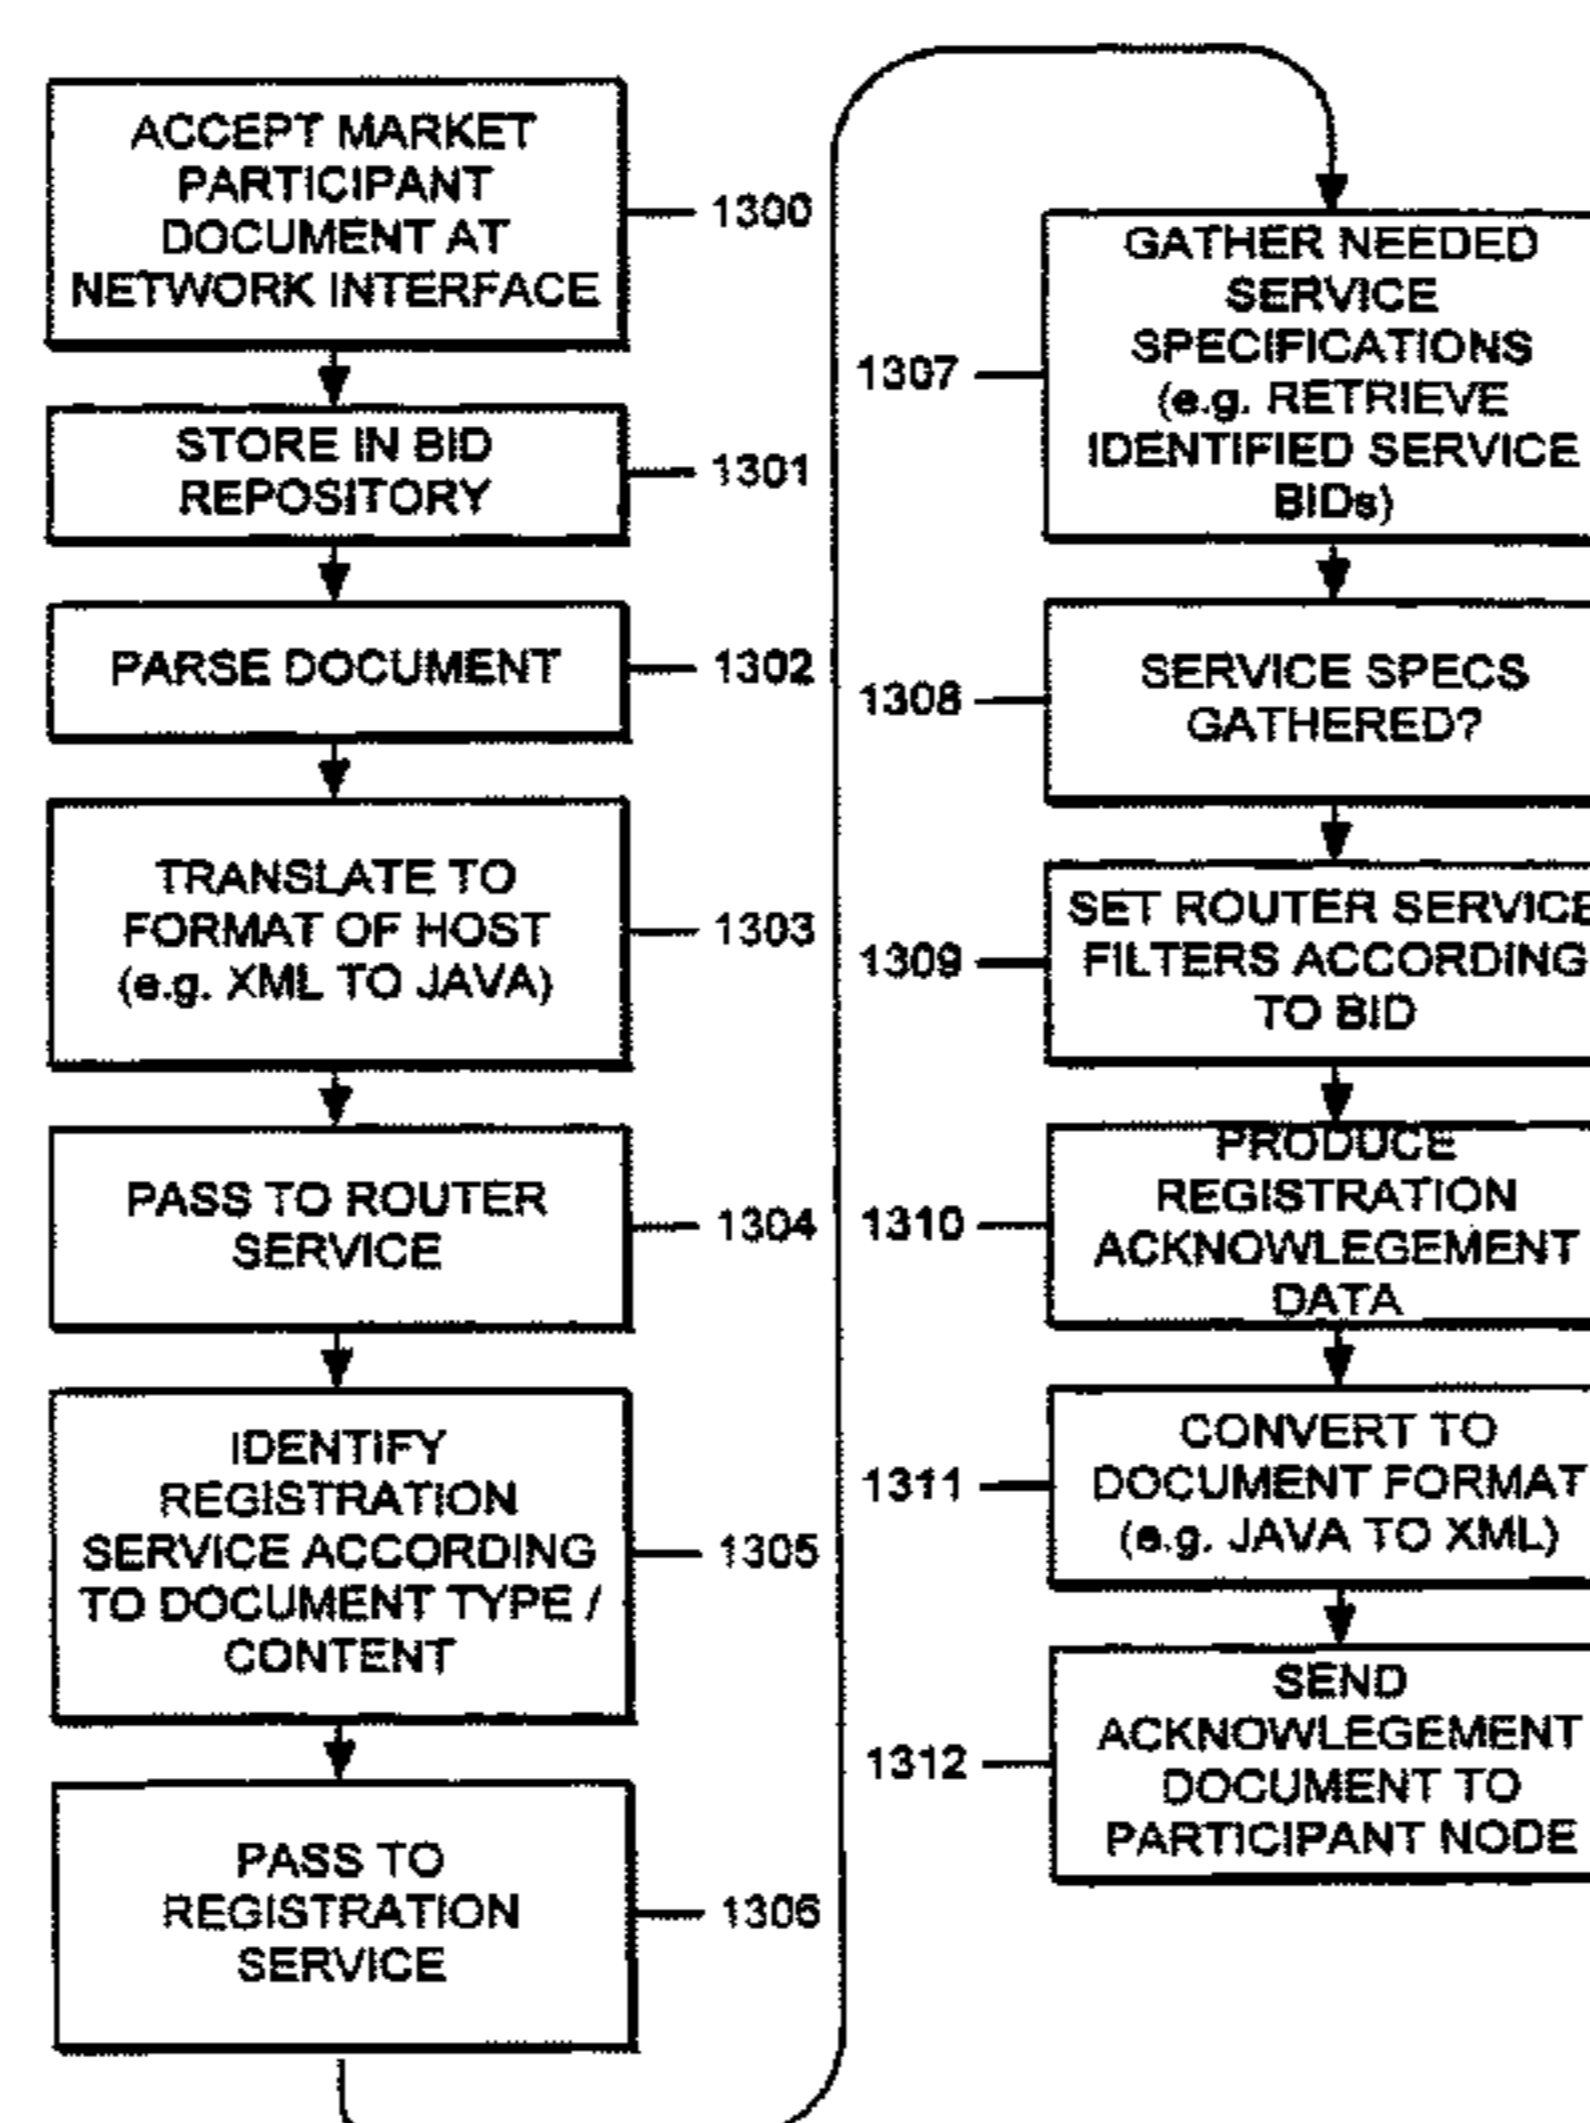 ACCEPT MARKET
PARTICIPANT
DOCUMENT AT
NETWORK INTERFACE
1300
STORE IN BID
REPOSITORY
1301
PARSE DOCUMENT
1302
TRANSLATE TO
FORMAT OF HOST
(e.g. XML TO JAVA)
1303
PASS TO ROUTER
SERVICE
1304
IDENTIFY
REGISTRATION
SERVICE ACCORDING
TO DOCUMENT TYPE /
CONTENT
1305
PASS TO
REGISTRATION
SERVICE
1306
GATHER NEEDED
SERVICE
SPECIFICATIONS
(e.g. RETRIEVE
IDENTIFIED SERVICE
BIDs)
1307
SERVICE SPECS
GATHERED?
1308
SET ROUTER SERVICE
FILTERS ACCORDING
TO BID
1309
PRODUCE
REGISTRATION
ACKNOWLEGEMENT
DATA
1310
CONVERT TO
DOCUMENT FORMAT
(e.g. JAVA TO XML)
1311
SEND
ACKNOWLEGEMENT
DOCUMENT TO
PARTICIPANT NODE
1312